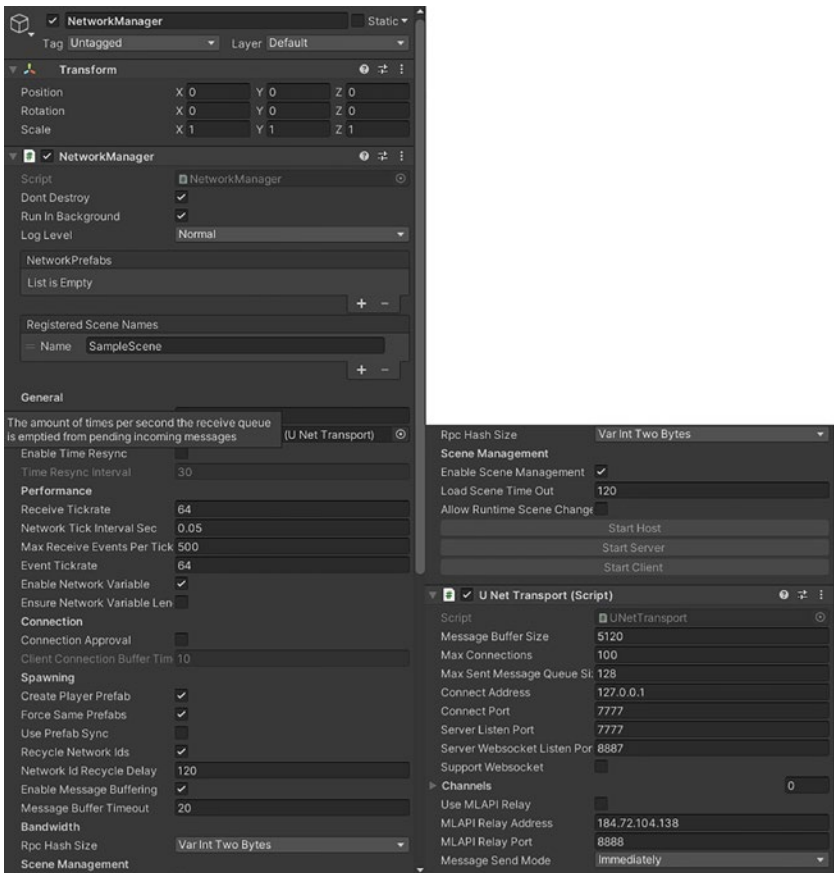 NetworkManager Static
Tag Untagged Layer Default
Transform
Position X 0 Y 0 Z 0
Rotation X 0 Y 0 Z 0
Scale X 1 Y 1 Z 1
NetworkManager
Script NetworkManager
Dont Destroy
Run In Background
Log Level Normal
NetworkPrefabs
List is Empty
+ −
Registered Scene Names
= Name SampleScene
+ −
General
The amount of times per second the receive queue
is emptied from pending incoming messages
(U Net Transport)
Enable Time Resync
Time Resync Interval 30
Performance
Receive Tickrate 64
Network Tick Interval Sec 0.05
Max Receive Events Per Tick 500
Event Tickrate 64
Enable Network Variable
Ensure Network Variable Len
Connection
Connection Approval
Client Connection Buffer Tim 10
Spawning
Create Player Prefab
Force Same Prefabs
Use Prefab Sync
Recycle Network Ids
Network Id Recycle Delay 120
Enable Message Buffering
Message Buffer Timeout 20
Bandwidth
Rpc Hash Size Var Int Two Bytes
Scene Management
Rpc Hash Size Var Int Two Bytes
Scene Management
Enable Scene Management
Load Scene Time Out 120
Allow Runtime Scene Change
Start Host
Start Server
Start Client
U Net Transport (Script)
Script UNetTransport
Message Buffer Size 5120
Max Connections 100
Max Sent Message Queue Si 128
Connect Address 127.0.0.1
Connect Port 7777
Server Listen Port 7777
Server Websocket Listen Por 8887
Support Websocket
Channels 0
Use MLAPI Relay
MLAPI Relay Address 184.72.104.138
MLAPI Relay Port 8888
Message Send Mode Immediately